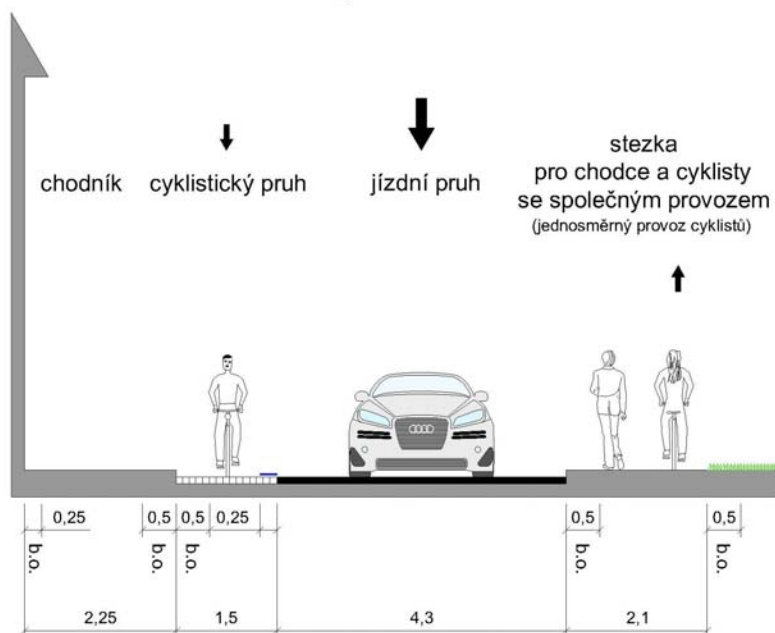 chodník
cyklistický pruh
jízdní pruh
stezka
pro chodce a cyklisty
se společným provozem
(jednosměrný provoz cyklistů)
0,25
0,5
0,5
0,25
0,5
0,5
b.o.
b.o.
b.o.
b.o.
b.o.
2,25
1,5
4,3
2,1